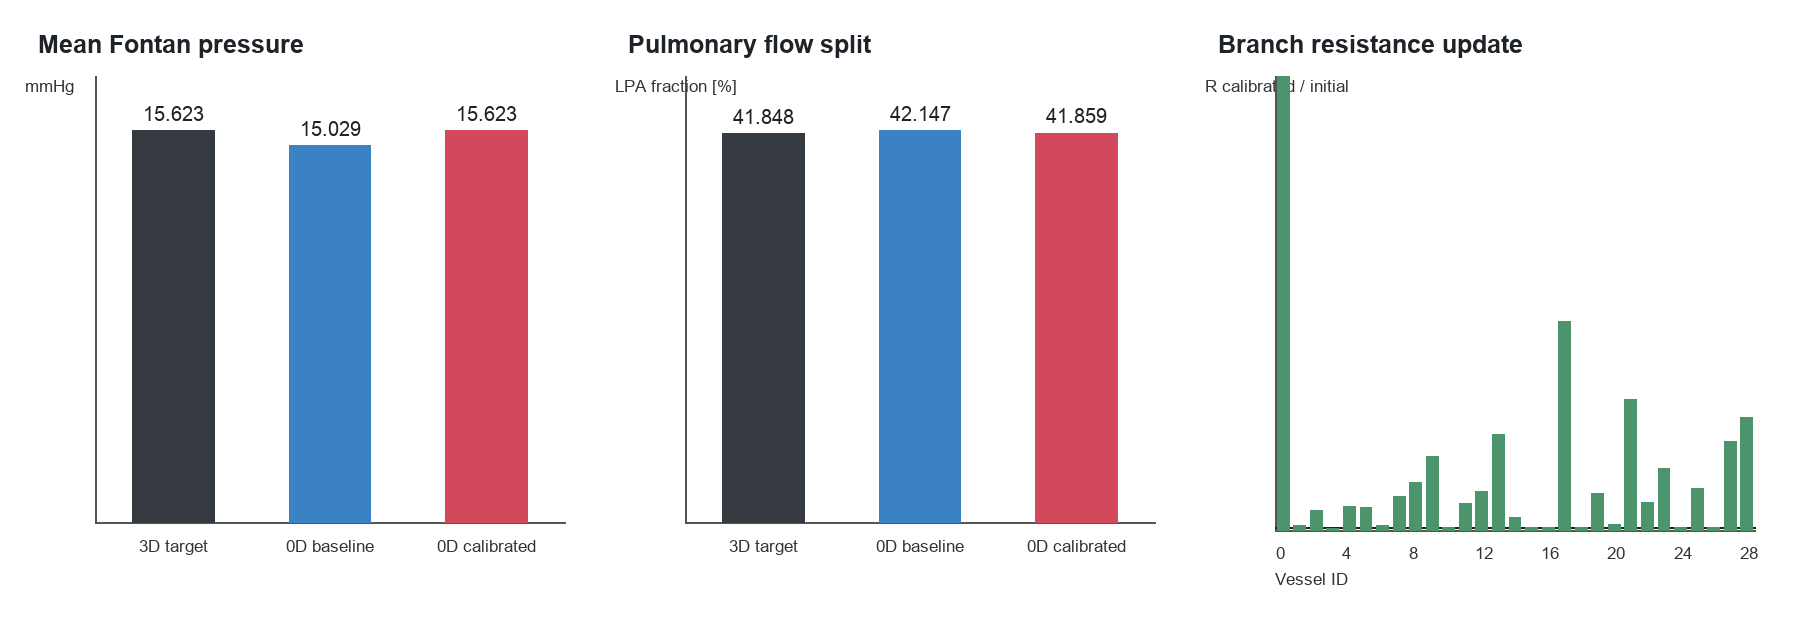 Mean Fontan pressure
mmHg
15.623
15.029
15.623
3D target
0D baseline
0D calibrated
Pulmonary flow split
LPA fraction [%]
41.848
42.147
41.859
3D target
0D baseline
0D calibrated
Branch resistance update
R calibrated / initial
0 4 8 12 16 20 24 28
Vessel ID